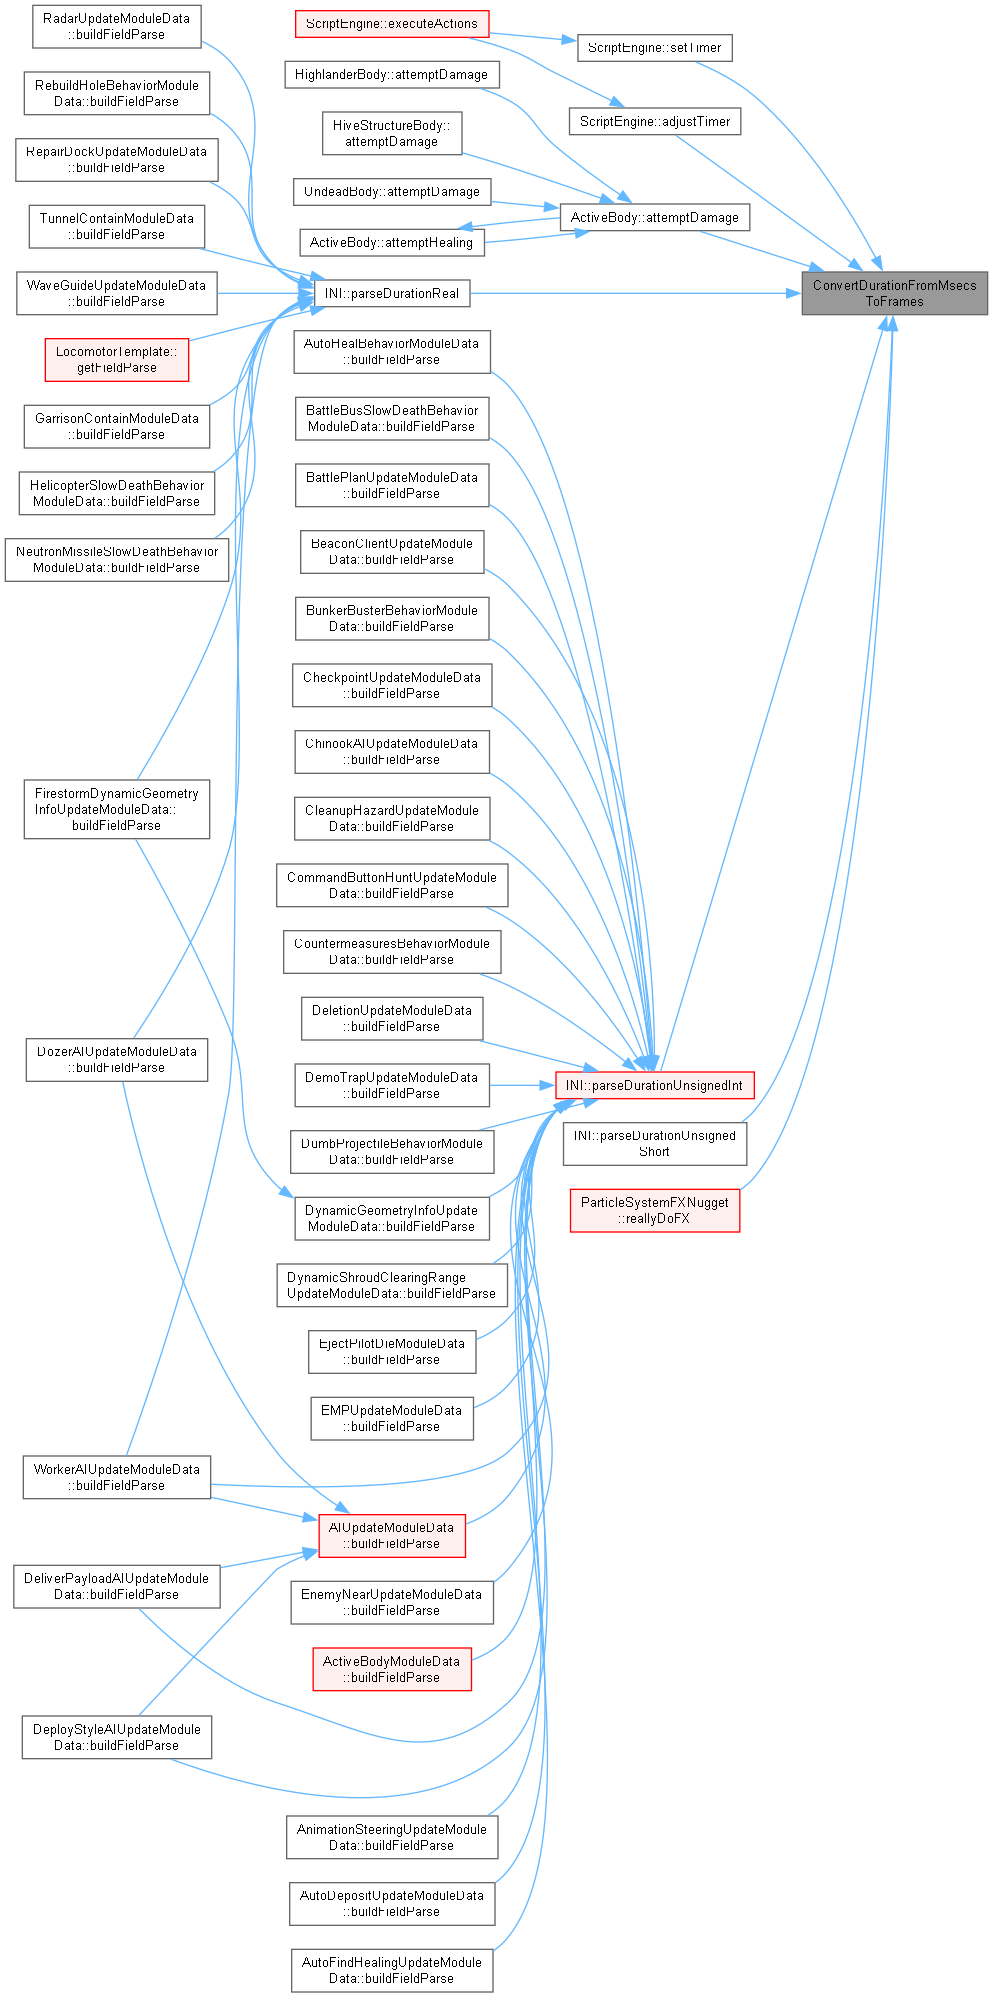 RadarUpdateModuleData
::buildFieldParse
RebuildHoleBehaviorModule
Data::buildFieldParse
RepairDockUpdateModuleData
::buildFieldParse
TunnelContainModuleData
::buildFieldParse
WaveGuideUpdateModuleData
::buildFieldParse
LocomotorTemplate::
getFieldParse
GarrisonContainModuleData
::buildFieldParse
HelicopterSlowDeathBehavior
ModuleData::buildFieldParse
NeutronMissileSlowDeathBehavior
ModuleData::buildFieldParse
FirestormDynamicGeometry
InfoUpdateModuleData::
buildFieldParse
DozerAIUpdateModuleData
::buildFieldParse
WorkerAIUpdateModuleData
::buildFieldParse
DeliverPayloadAIUpdateModule
Data::buildFieldParse
DeployStyleAIUpdateModule
Data::buildFieldParse
ScriptEngine::executeActions
HighlanderBody::attemptDamage
HiveStructureBody::
attemptDamage
UndeadBody::attemptDamage
ActiveBody::attemptHealing
INI::parseDurationReal
AutoHealBehaviorModuleData
::buildFieldParse
BattleBusSlowDeathBehavior
ModuleData::buildFieldParse
BattlePlanUpdateModuleData
::buildFieldParse
BeaconClientUpdateModule
Data::buildFieldParse
BunkerBusterBehaviorModule
Data::buildFieldParse
CheckpointUpdateModuleData
::buildFieldParse
ChinookAIUpdateModuleData
::buildFieldParse
CleanupHazardUpdateModule
Data::buildFieldParse
CommandButtonHuntUpdateModule
Data::buildFieldParse
CountermeasuresBehaviorModule
Data::buildFieldParse
DeletionUpdateModuleData
::buildFieldParse
DemoTrapUpdateModuleData
::buildFieldParse
DumbProjectileBehaviorModule
Data::buildFieldParse
DynamicGeometryInfoUpdate
ModuleData::buildFieldParse
DynamicShroudClearingRange
UpdateModuleData::buildFieldParse
EjectPilotDieModuleData
::buildFieldParse
EMPUpdateModuleData
::buildFieldParse
AIUpdateModuleData
::buildFieldParse
EnemyNearUpdateModuleData
::buildFieldParse
ActiveBodyModuleData
::buildFieldParse
AnimationSteeringUpdateModule
Data::buildFieldParse
AutoDepositUpdateModuleData
::buildFieldParse
AutoFindHealingUpdateModule
Data::buildFieldParse
ScriptEngine::setTimer
ScriptEngine::adjustTimer
ActiveBody::attemptDamage
INI::parseDurationUnsignedInt
INI::parseDurationUnsigned
Short
ParticleSystemFXNugget
::reallyDoFX
ConvertDurationFromMsecs
ToFrames